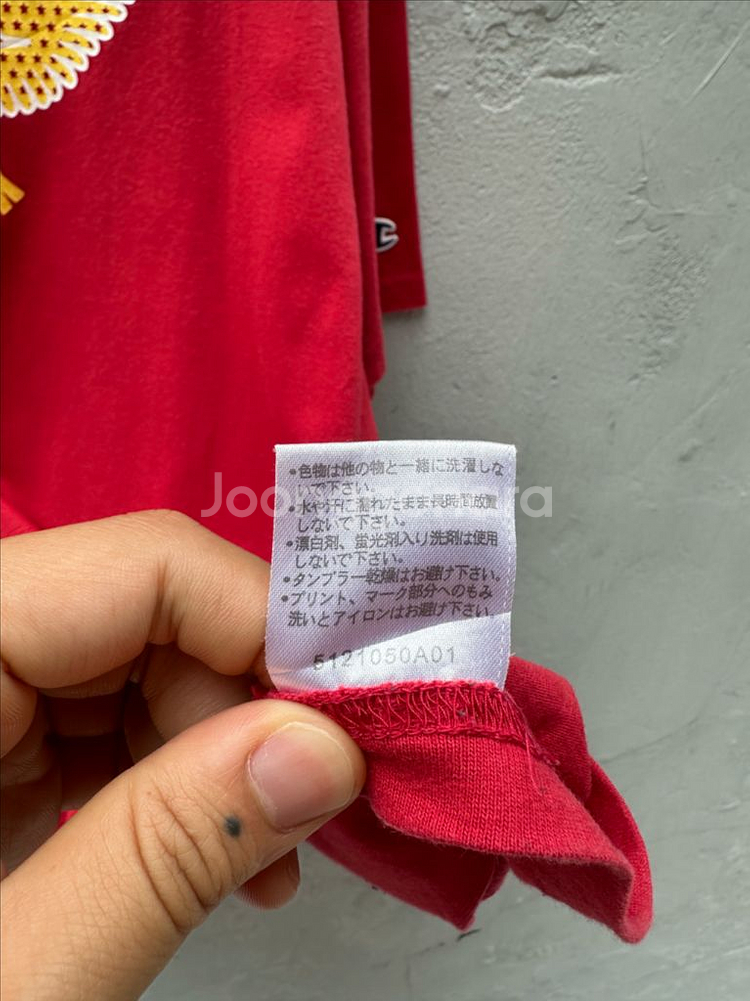 •色物は他の物と一緒に洗濯しな
いで下さい。
•水や汗に濡れたまま長時間放置
しないで下さい。
•漂白剤、蛍光剤入り洗剤は使用
しないで下さい。
•タンブラー乾燥はお避け下さい。
•プリント、マーク部分へのもみ
洗いとアイロンはお避け下さい
5121050A01